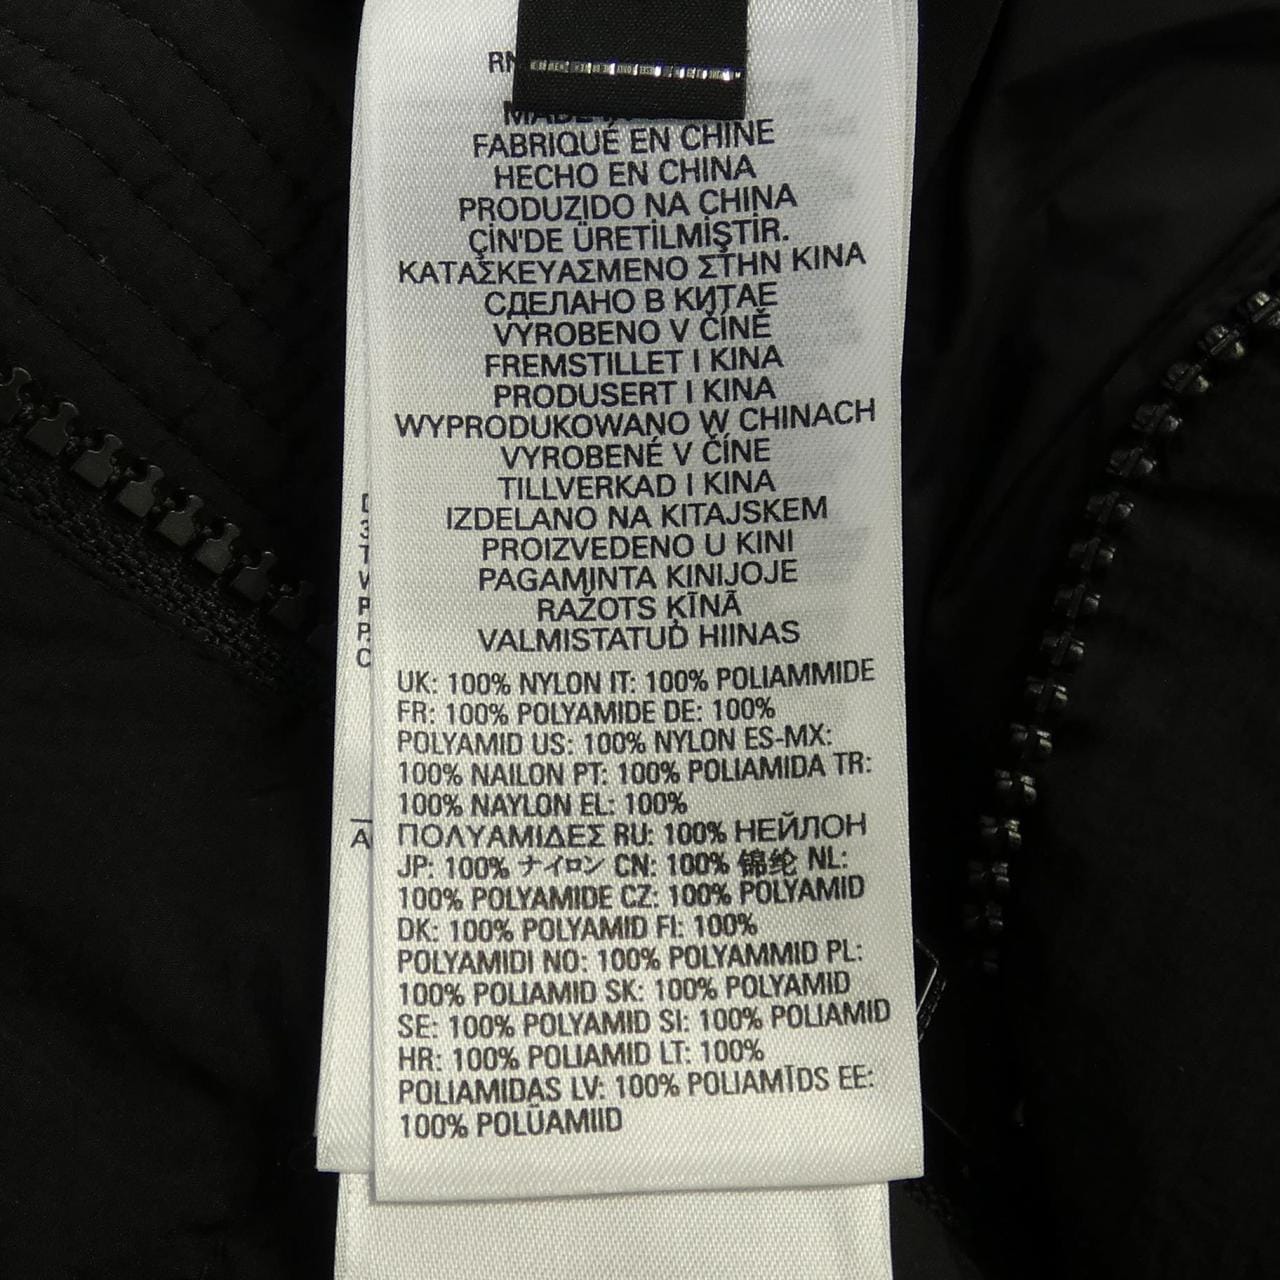 RN
MADE
FABRIQUÉ EN CHINE
HECHO EN CHINA
PRODUZIDO NA CHINA
ÇİN'DE ÜRETİLMİŞTİR.
ΚΑΤΑΣΚΕΥΑΣΜΕΝΟ ΣΤΗΝ ΚΙΝΑ
СДЕЛАНО В КИТАЕ
VYROBENO V ČÍNĚ
FREMSTILLET I KINA
PRODUSERT I KINA
WYPRODUKOWANO W CHINACH
VYROBENÉ V ČÍNE
TILLVERKAD I KINA
IZDELANO NA KITAJSKEM
PROIZVEDENO U KINI
PAGAMINTA KINIJOJE
RAŽOTS ĶĪNĀ
VALMISTATUD HIINAS
UK: 100% NYLON IT: 100% POLIAMMIDE
FR: 100% POLYAMIDE DE: 100%
POLYAMID US: 100% NYLON ES-MX:
100% NAILON PT: 100% POLIAMIDA TR:
100% NAYLON EL: 100%
ΠΟΛΥΑΜΙΔΕΣ RU: 100% НЕЙЛОН
JP: 100% ナイロン CN: 100% 锦纶 NL:
100% POLYAMIDE CZ: 100% POLYAMID
DK: 100% POLYAMID FI: 100%
POLYAMIDI NO: 100% POLYAMMID PL:
100% POLIAMID SK: 100% POLYAMID
SE: 100% POLYAMID SI: 100% POLIAMID
HR: 100% POLIAMID LT: 100%
POLIAMIDAS LV: 100% POLIAMĪDS EE:
100% POLÜAMIID